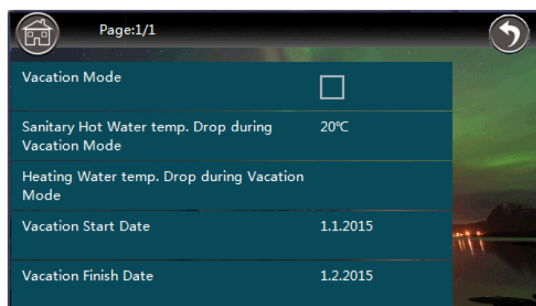 Page:1/1
Vacation Mode
Sanitary Hot Water temp. Drop during
Vacation Mode
20℃
Heating Water temp. Drop during Vacation
Mode
Vacation Start Date
1.1.2015
Vacation Finish Date
1.2.2015